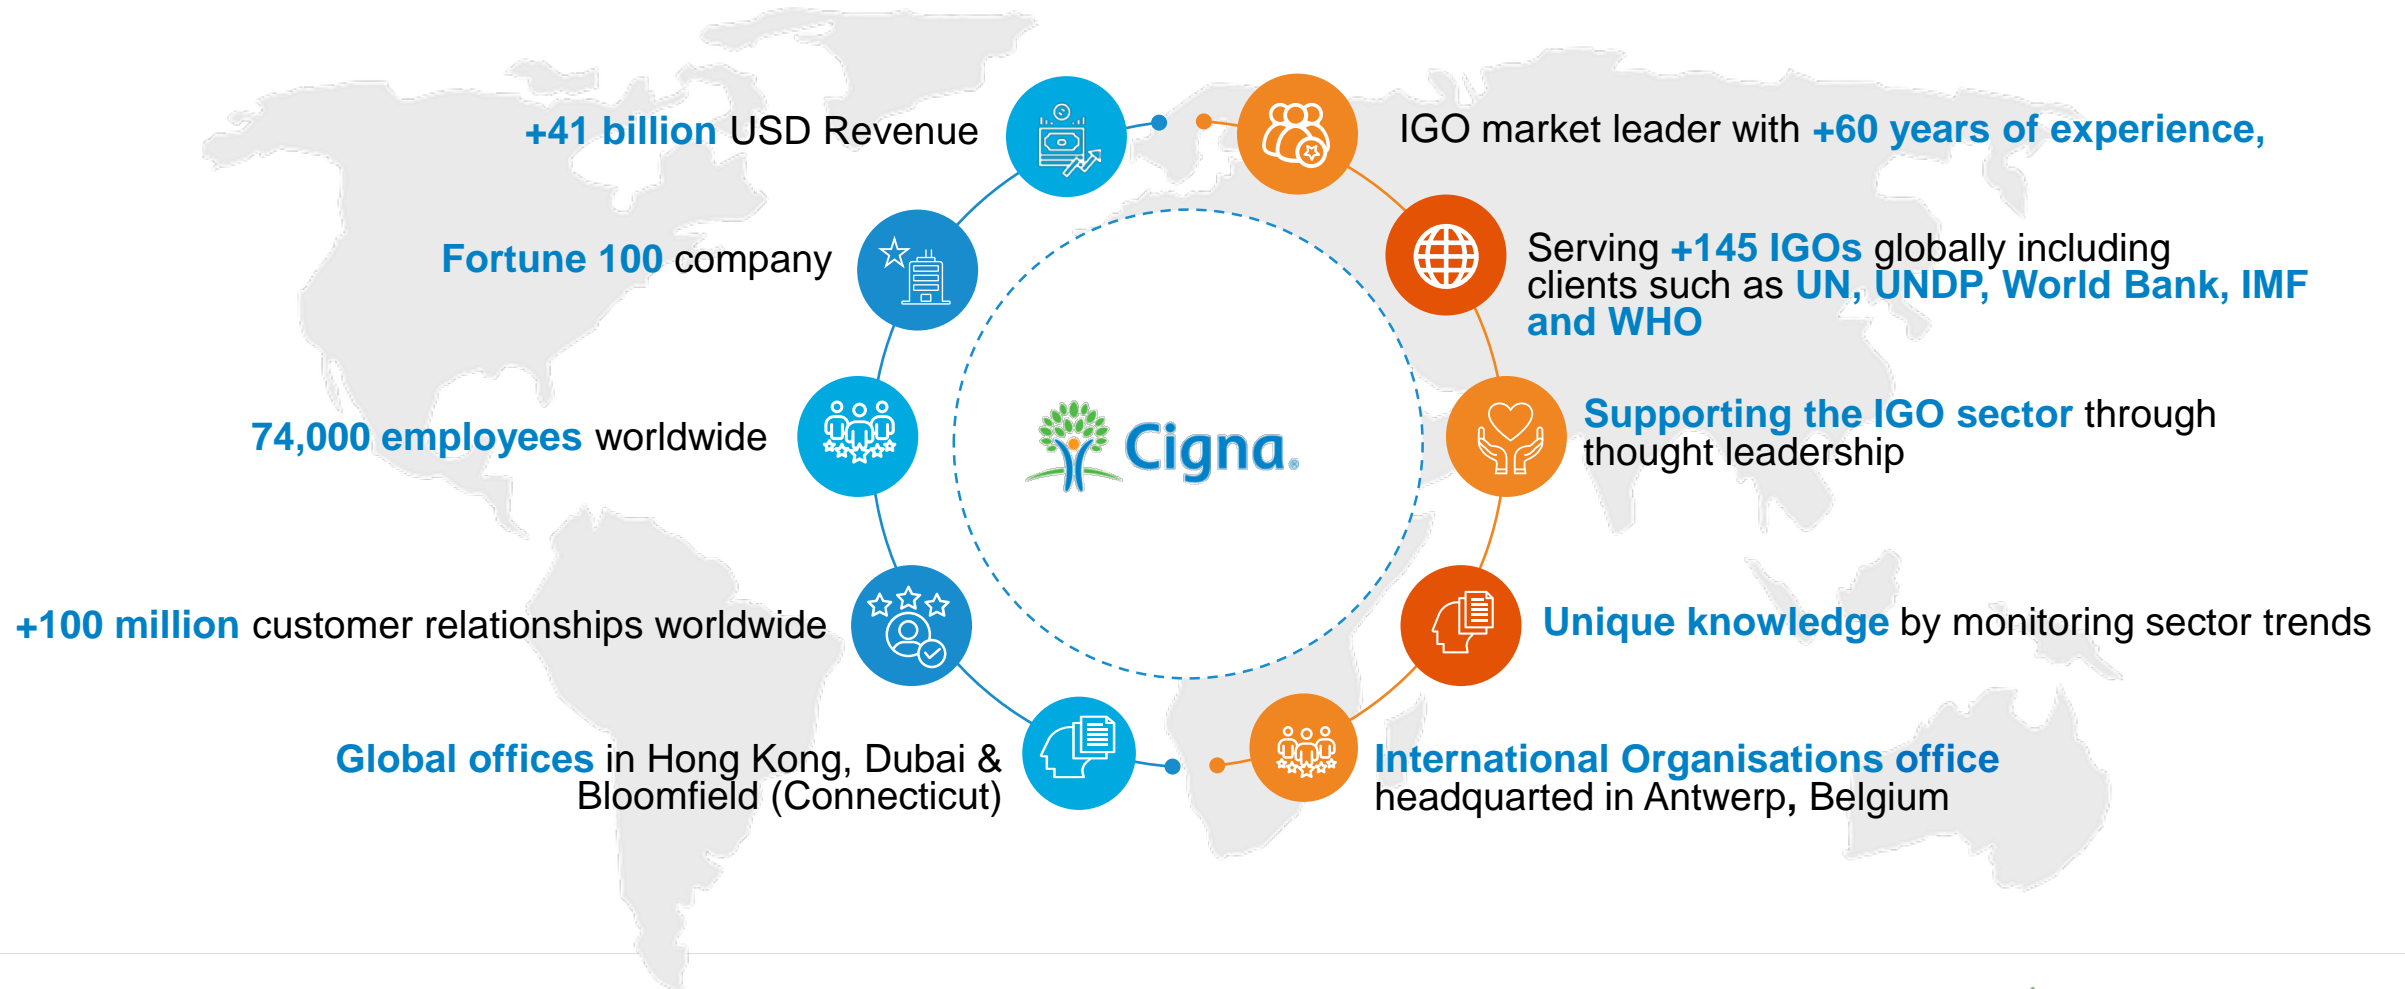 +41 billion USD Revenue
Fortune 100 company
74,000 employees worldwide
+100 million customer relationships worldwide
Global offices in Hong Kong, Dubai &
Bloomfield (Connecticut)
Cigna®
IGO market leader with +60 years of experience,
Serving +145 IGOs globally including
clients such as UN, UNDP, World Bank, IMF
and WHO
Supporting the IGO sector through
thought leadership
Unique knowledge by monitoring sector trends
International Organisations office
headquarted in Antwerp, Belgium